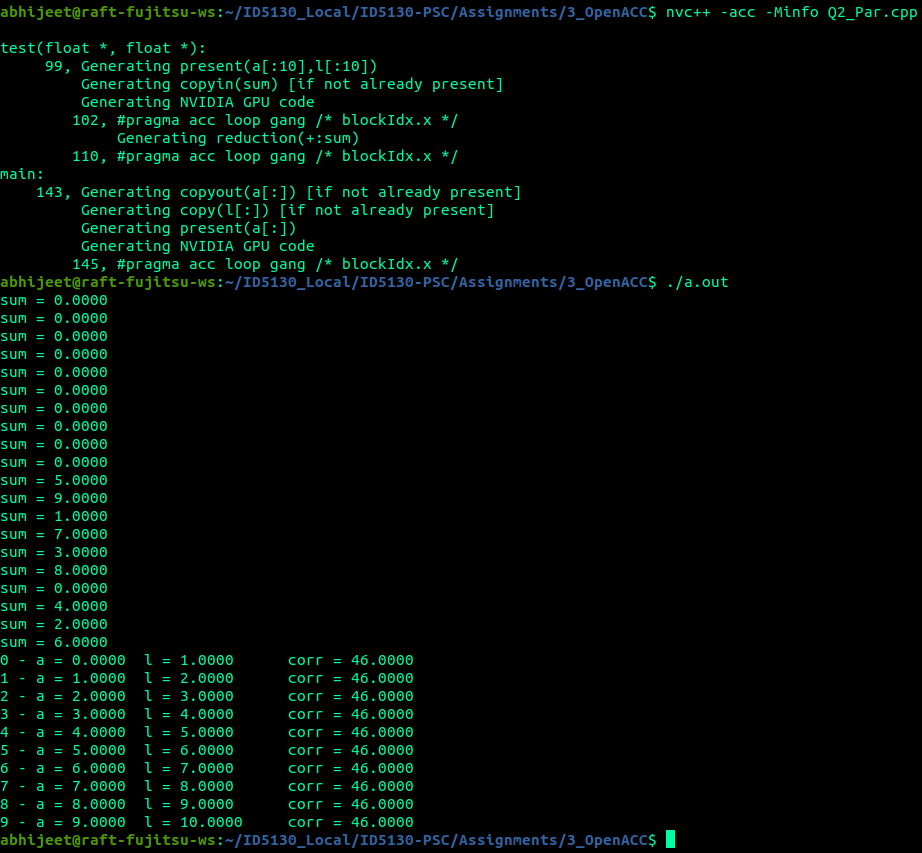 abhijeet@raft-fujitsu-ws:~/ID5130_Local/ID5130-PSC/Assignments/3_OpenACC$ nvc++ -acc -Minfo Q2_Par.cpp
test(float *, float *):
     99, Generating present(a[:10],l[:10])
         Generating copyin(sum) [if not already present]
         Generating NVIDIA GPU code
        102, #pragma acc loop gang /* blockIdx.x */
             Generating reduction(+:sum)
        110, #pragma acc loop gang /* blockIdx.x */
main:
    143, Generating copyout(a[:]) [if not already present]
         Generating copy(l[:]) [if not already present]
         Generating present(a[:])
         Generating NVIDIA GPU code
        145, #pragma acc loop gang /* blockIdx.x */
abhijeet@raft-fujitsu-ws:~/ID5130_Local/ID5130-PSC/Assignments/3_OpenACC$ ./a.out
sum = 0.0000
sum = 0.0000
sum = 0.0000
sum = 0.0000
sum = 0.0000
sum = 0.0000
sum = 0.0000
sum = 0.0000
sum = 0.0000
sum = 0.0000
sum = 5.0000
sum = 9.0000
sum = 1.0000
sum = 7.0000
sum = 3.0000
sum = 8.0000
sum = 0.0000
sum = 4.0000
sum = 2.0000
sum = 6.0000
0 - a = 0.0000  l = 1.0000      corr = 46.0000
1 - a = 1.0000  l = 2.0000      corr = 46.0000
2 - a = 2.0000  l = 3.0000      corr = 46.0000
3 - a = 3.0000  l = 4.0000      corr = 46.0000
4 - a = 4.0000  l = 5.0000      corr = 46.0000
5 - a = 5.0000  l = 6.0000      corr = 46.0000
6 - a = 6.0000  l = 7.0000      corr = 46.0000
7 - a = 7.0000  l = 8.0000      corr = 46.0000
8 - a = 8.0000  l = 9.0000      corr = 46.0000
9 - a = 9.0000  l = 10.0000     corr = 46.0000
abhijeet@raft-fujitsu-ws:~/ID5130_Local/ID5130-PSC/Assignments/3_OpenACC$